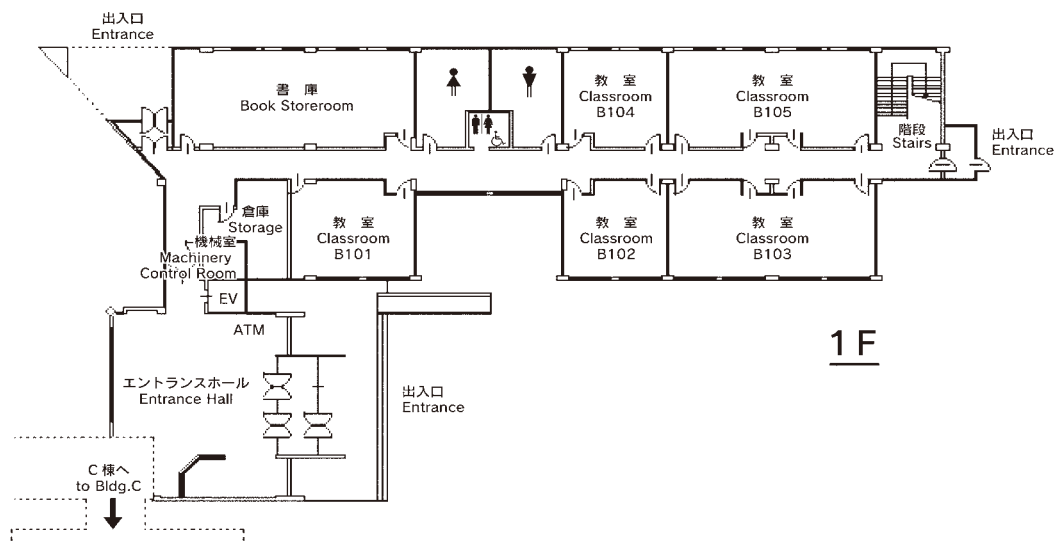 出入口
Entrance
書 庫
Book Storeroom
教 室
Classroom
B104
教 室
Classroom
B105
階段
Stairs
出入口
Entrance
倉庫
Storage
機械室
Machinery
Control Room
教 室
Classroom
B101
教 室
Classroom
B102
教 室
Classroom
B103
EV
ATM
1F
エントランスホール
Entrance Hall
出入口
Entrance
C棟へ
to Bldg.C